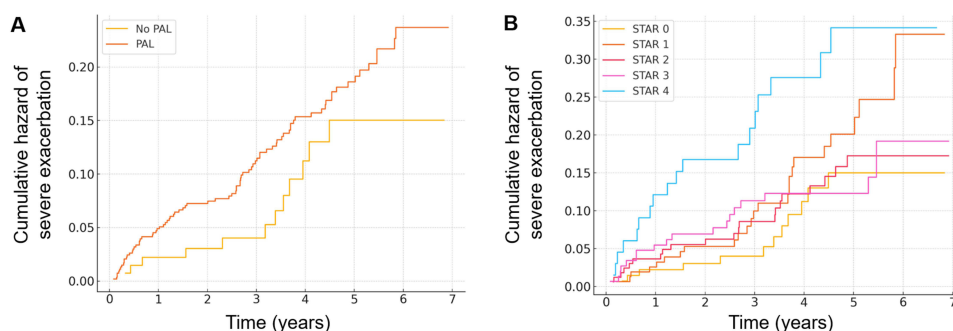 A
No PAL
PAL
Cumulative hazard of
severe exacerbation
0.20
0.15
0.10
0.05
0.00
0 1 2 3 4 5 6 7
Time (years)
B
STAR 0
STAR 1
STAR 2
STAR 3
STAR 4
Cumulative hazard of
severe exacerbation
0.35
0.30
0.25
0.20
0.15
0.10
0.05
0.00
0 1 2 3 4 5 6 7
Time (years)